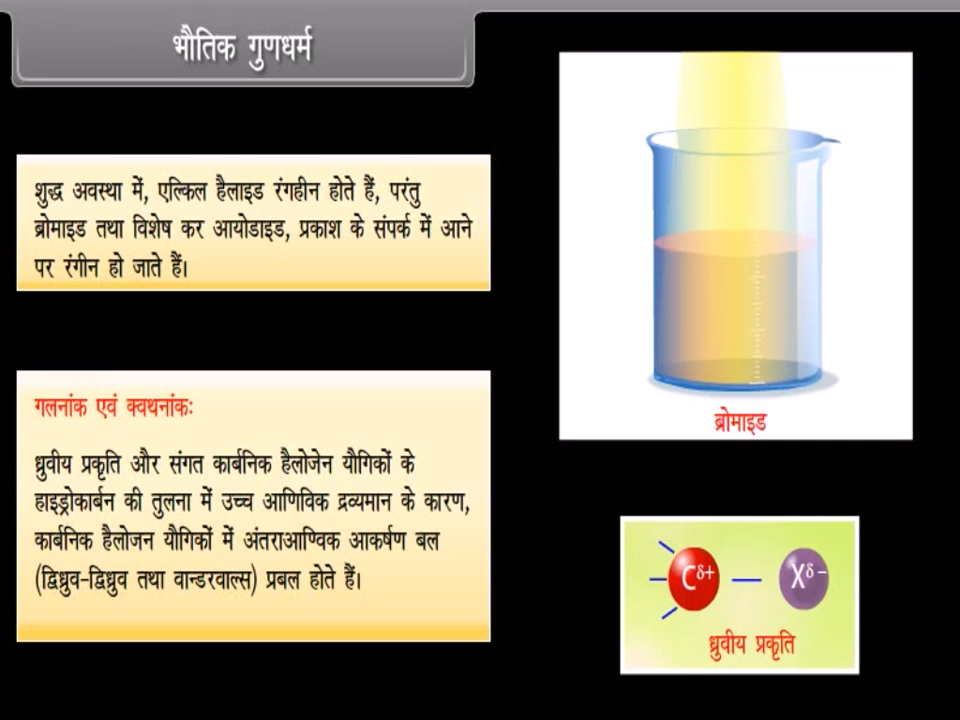 भौतिक गुणधर्म
शुद्ध अवस्था में, एल्किल हैलाइड रंगहीन होते हैं, परंतु
ब्रोमाइड तथा विशेष कर आयोडाइड, प्रकाश के संपर्क में आने
पर रंगीन हो जाते हैं।
ब्रोमाइड
गलनांक एवं क्वथनांकः
ध्रुवीय प्रकृति और संगत कार्बनिक हैलोजेन यौगिकों के
हाइड्रोकार्बन की तुलना में उच्च आणिविक द्रव्यमान के कारण,
कार्बनिक हैलोजन यौगिकों में अंतराआण्विक आकर्षण बल
(द्विध्रुव-द्विध्रुव तथा वान्डरवाल्स) प्रबल होते हैं।
Cδ+ — Xδ−
ध्रुवीय प्रकृति